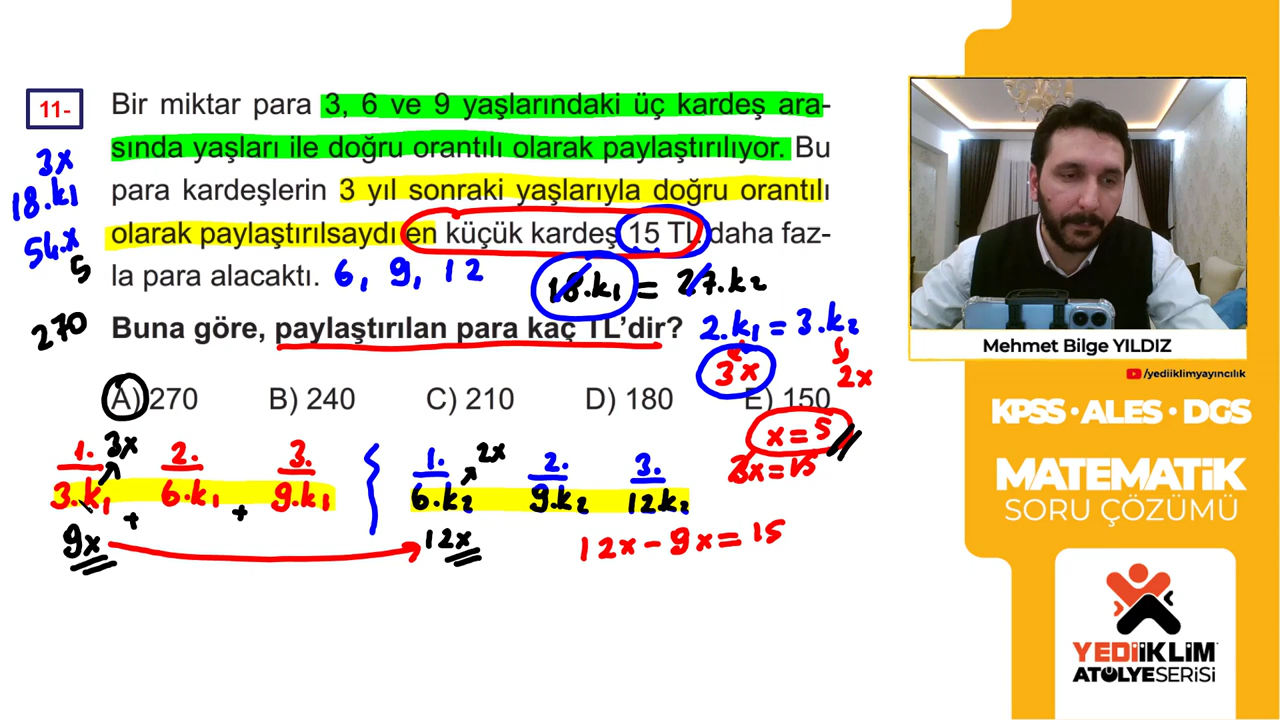 11-
Bir miktar para 3, 6 ve 9 yaşlarındaki üç kardeş ara-
sında yaşları ile doğru orantılı olarak paylaştırılıyor. Bu
para kardeşlerin 3 yıl sonraki yaşlarıyla doğru orantılı
olarak paylaştırılsaydı en küçük kardeş 15 TL daha faz-
la para alacaktı.
6, 9, 12
18.k1 = 27.k2
Buna göre, paylaştırılan para kaç TL'dir?
2.k1 = 3.k2
3x
2x
3x
18.k1
54.x
5
270
A) 270 B) 240 C) 210 D) 180 E) 150
x = 5
3x = 15
1. 3x 2. 3.
3.k1 + 6.k1 + 9.k1
9x
1. 2x 2. 3.
6.k2 9.k2 12k2
12x
12x - 9x = 15
Mehmet Bilge YILDIZ
/yediiklimyayincilik
KPSS • ALES • DGS
MATEMATİK
SORU ÇÖZÜMÜ
YEDİİKLİM
ATÖLYESERİSİ